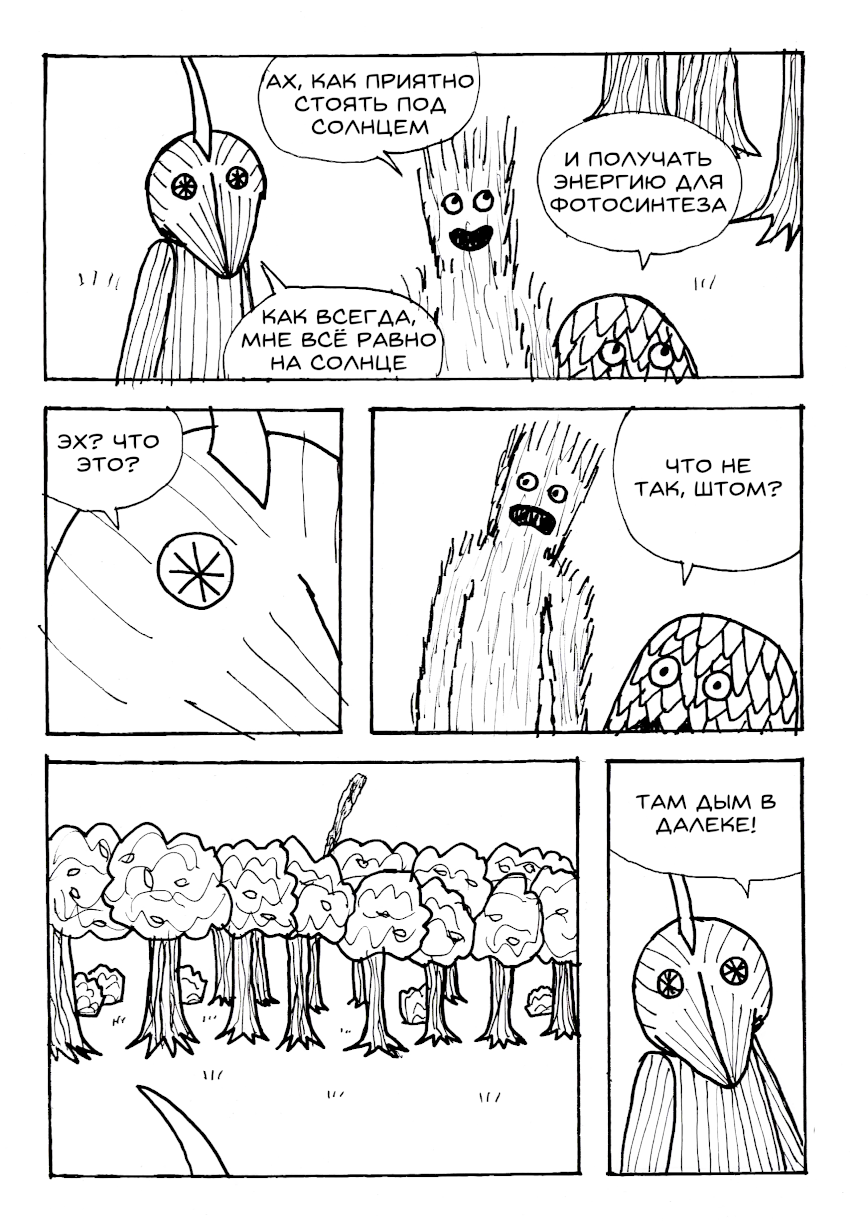 АХ, КАК ПРИЯТНО
СТОЯТЬ ПОД
СОЛНЦЕМ
И ПОЛУЧАТЬ
ЭНЕРГИЮ ДЛЯ
ФОТОСИНТЕЗА
КАК ВСЕГДА,
МНЕ ВСЁ РАВНО
НА СОЛНЦЕ
ЭХ? ЧТО
ЭТО?
ЧТО НЕ
ТАК, ШТОМ?
ТАМ ДЫМ В
ДАЛЕКЕ!